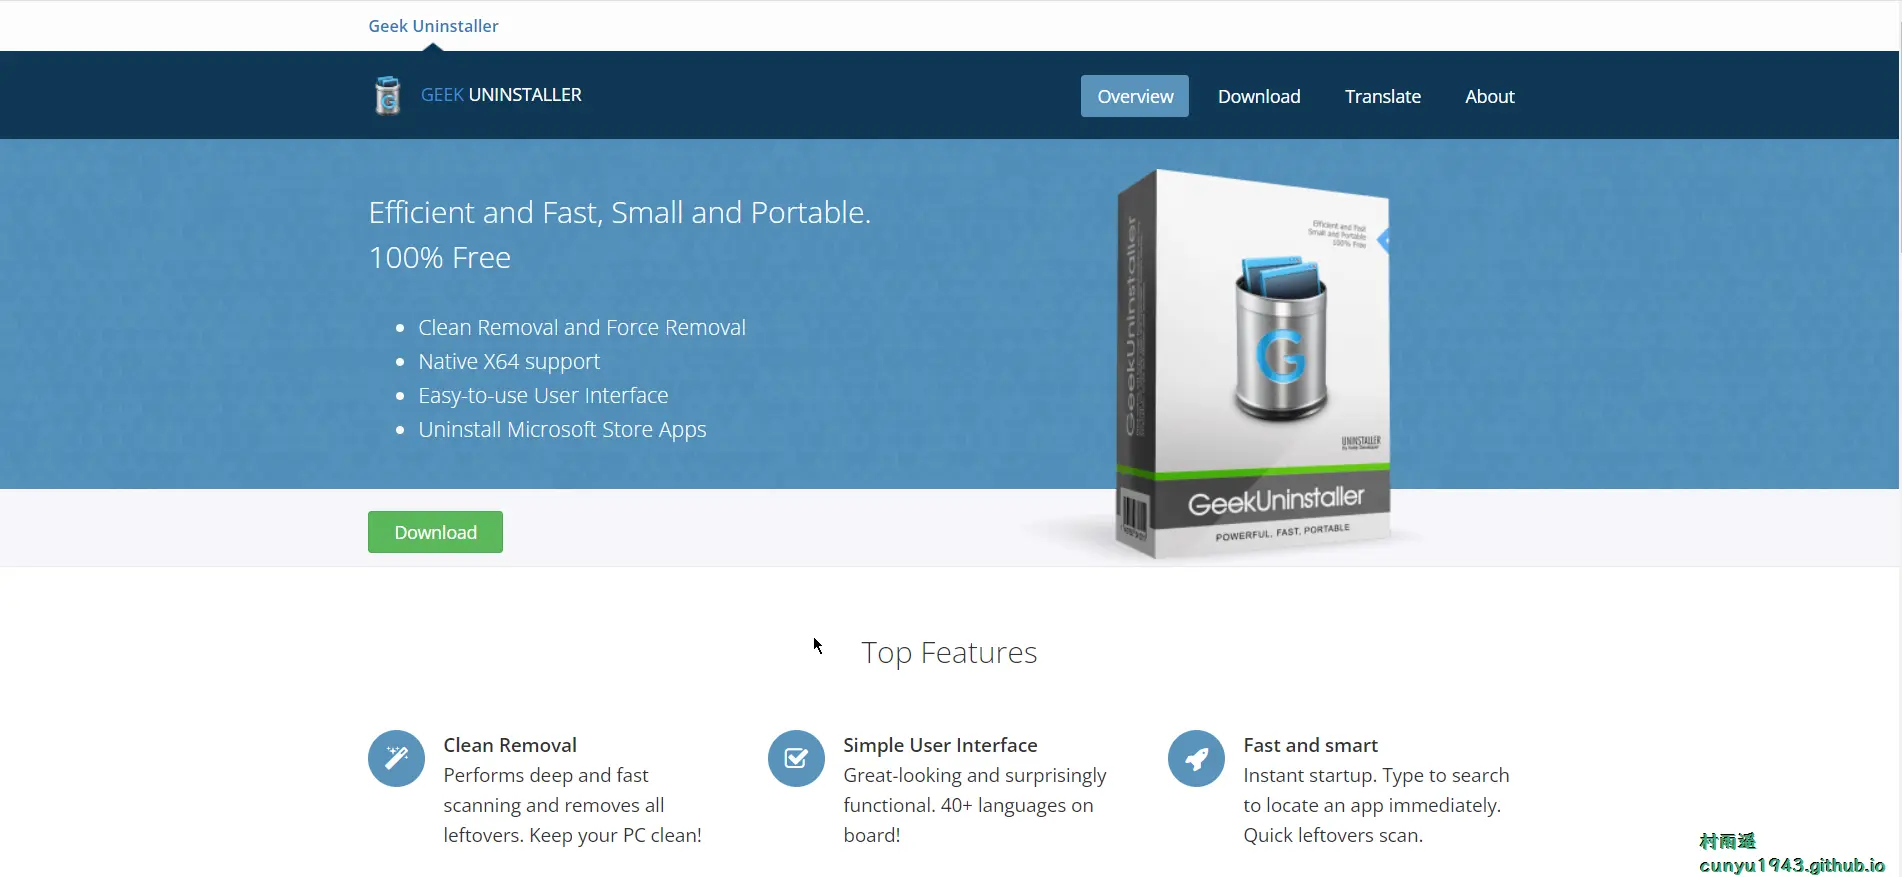 Geek Uninstaller
GEEK UNINSTALLER
Overview
Download
Translate
About
Efficient and Fast, Small and Portable.
100% Free
Clean Removal and Force Removal
Native X64 support
Easy-to-use User Interface
Uninstall Microsoft Store Apps
Download
GeekUninstaller
Efficient and Fast
Small and Portable
100% Free
G
UNINSTALLER
GeekUninstaller
POWERFUL, FAST, PORTABLE
Top Features
Clean Removal
Performs deep and fast
scanning and removes all
leftovers. Keep your PC clean!
Simple User Interface
Great-looking and surprisingly
functional. 40+ languages on
board!
Fast and smart
Instant startup. Type to search
to locate an app immediately.
Quick leftovers scan.
村雨遥
cunyu1943.github.io